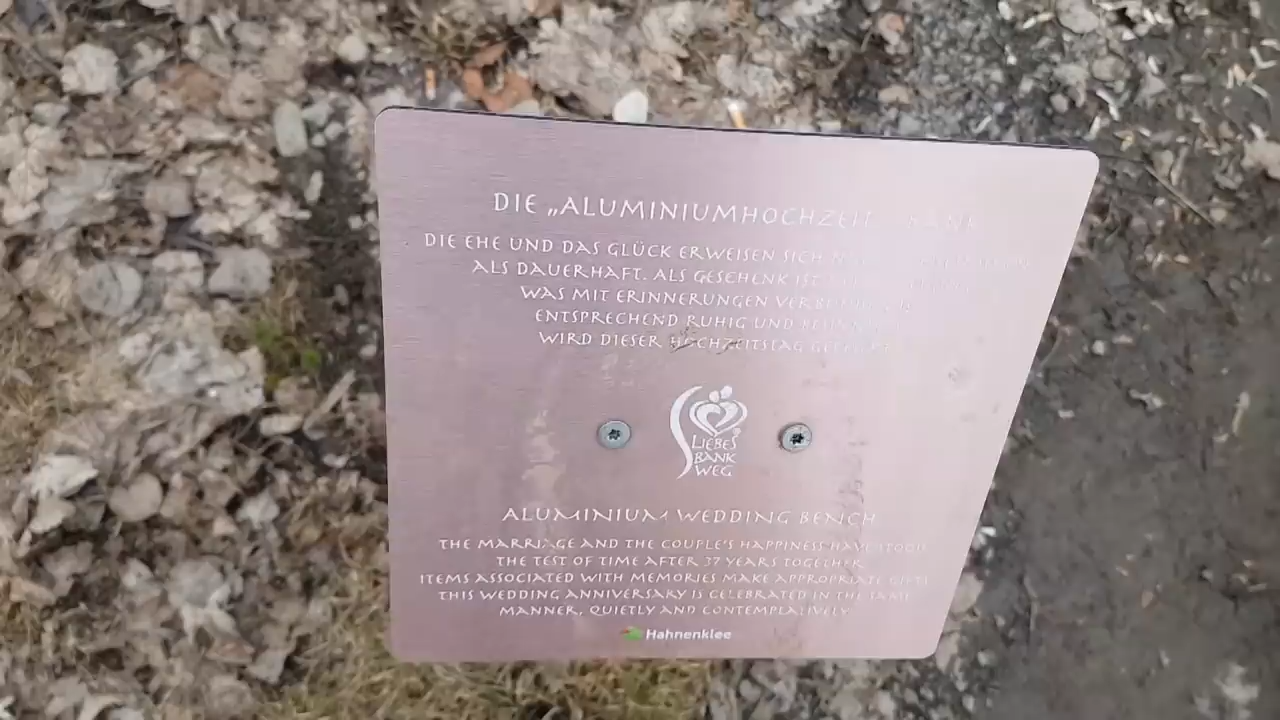 DIE „ALUMINIUMHOCHZEIT BANK
DIE EHE UND DAS GLÜCK ERWEISEN SICH
ALS DAUERHAFT. ALS GESCHENK IST
WAS MIT ERINNERUNGEN
ENTSPRECHEND RUHIG UND
WIRD DIESER HOCHZEITSTAG
LIEBES
BANK
WEG
ALUMINIUM WEDDING BENCH
THE MARRIAGE AND THE COUPLE'S HAPPINESS HAVE STOOD
THE TEST OF TIME AFTER 37 YEARS TOGETHER
ITEMS ASSOCIATED WITH MEMORIES MAKE APPROPRIATE GIFTS
THIS WEDDING ANNIVERSARY IS CELEBRATED IN THE SAME
MANNER, QUIETLY AND CONTEMPLATIVELY
Hahnenklee